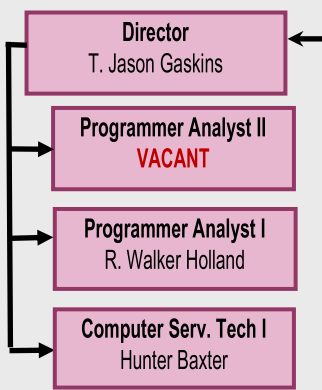 Director
T. Jason Gaskins
Programmer Analyst II
VACANT
Programmer Analyst I
R. Walker Holland
Computer Serv. Tech I
Hunter Baxter